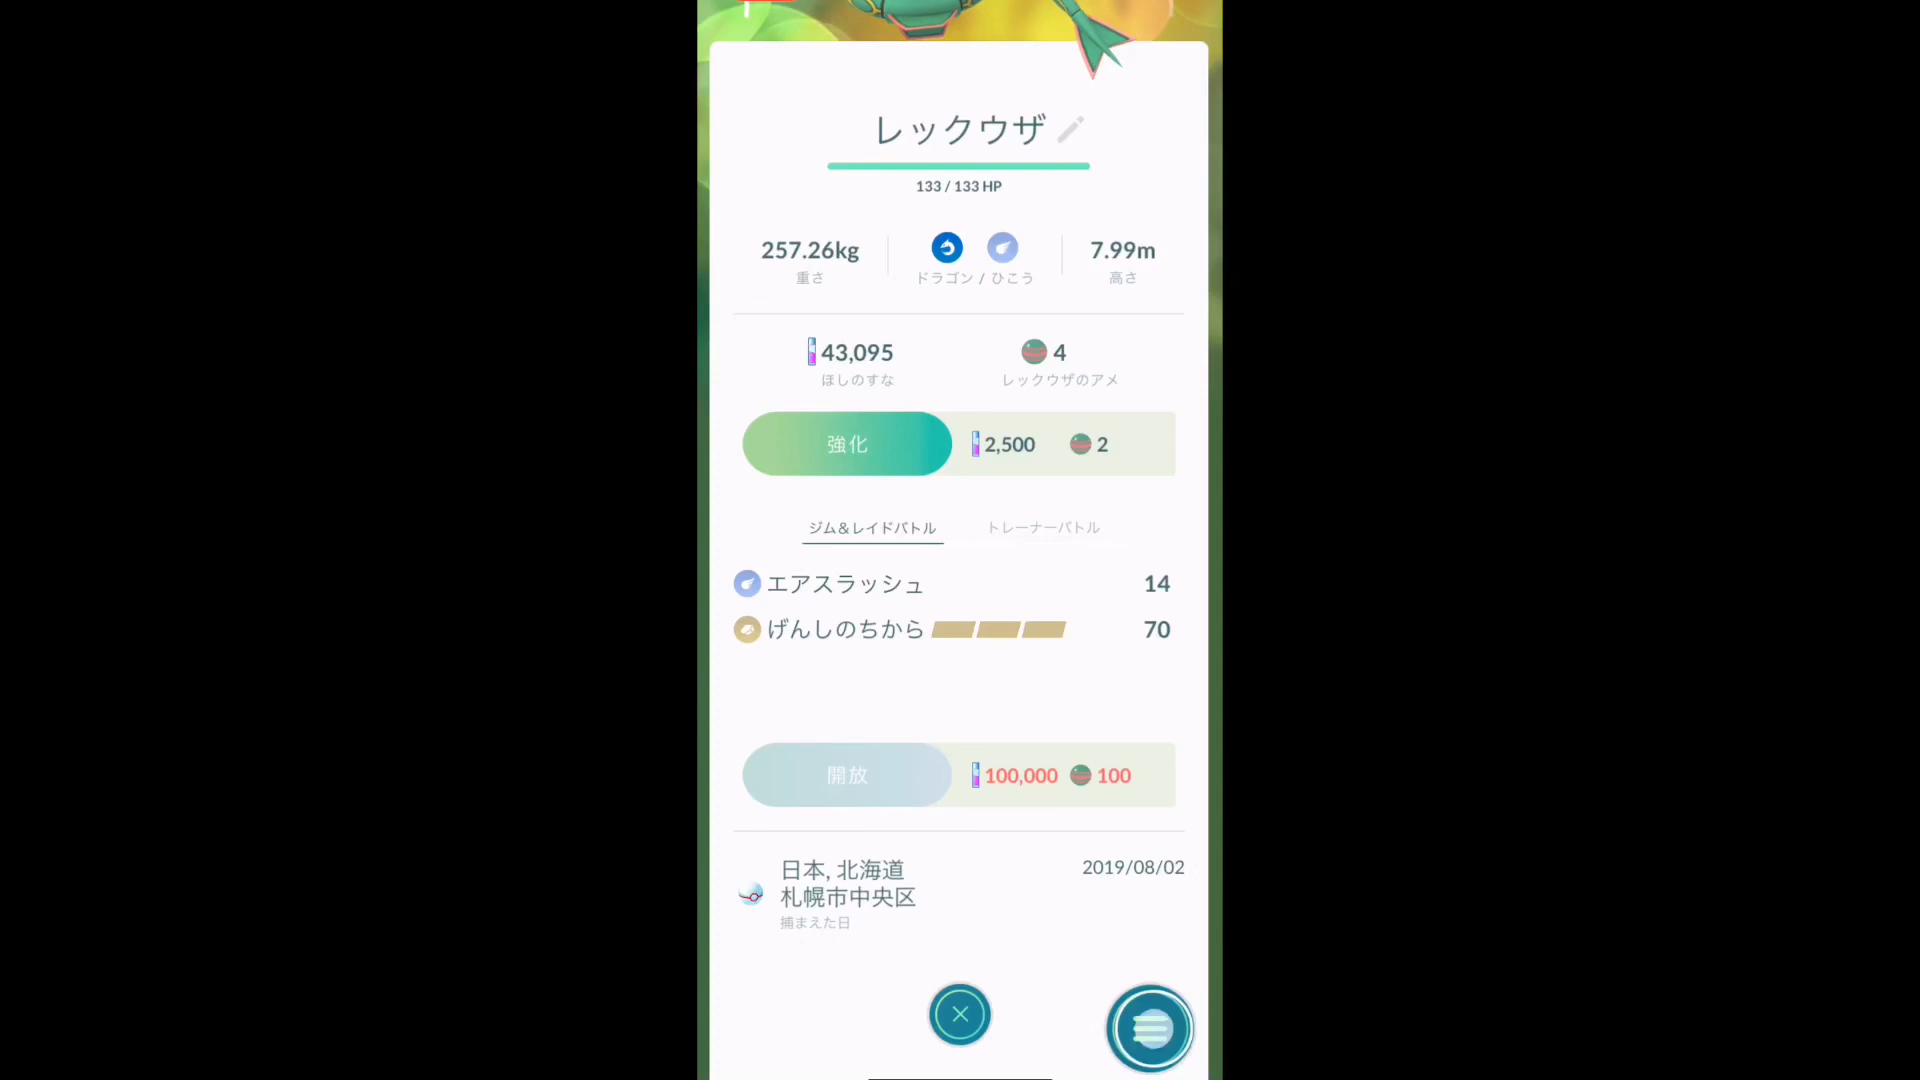 レックウザ
133 / 133 HP
257.26kg
重さ
ドラゴン / ひこう
7.99m
高さ
43,095
ほしのすな
4
レックウザのアメ
強化
2,500
2
ジム&レイドバトル
トレーナーバトル
エアスラッシュ
14
げんしのちから
70
開放
100,000
100
日本, 北海道
札幌市中央区
捕まえた日
2019/08/02